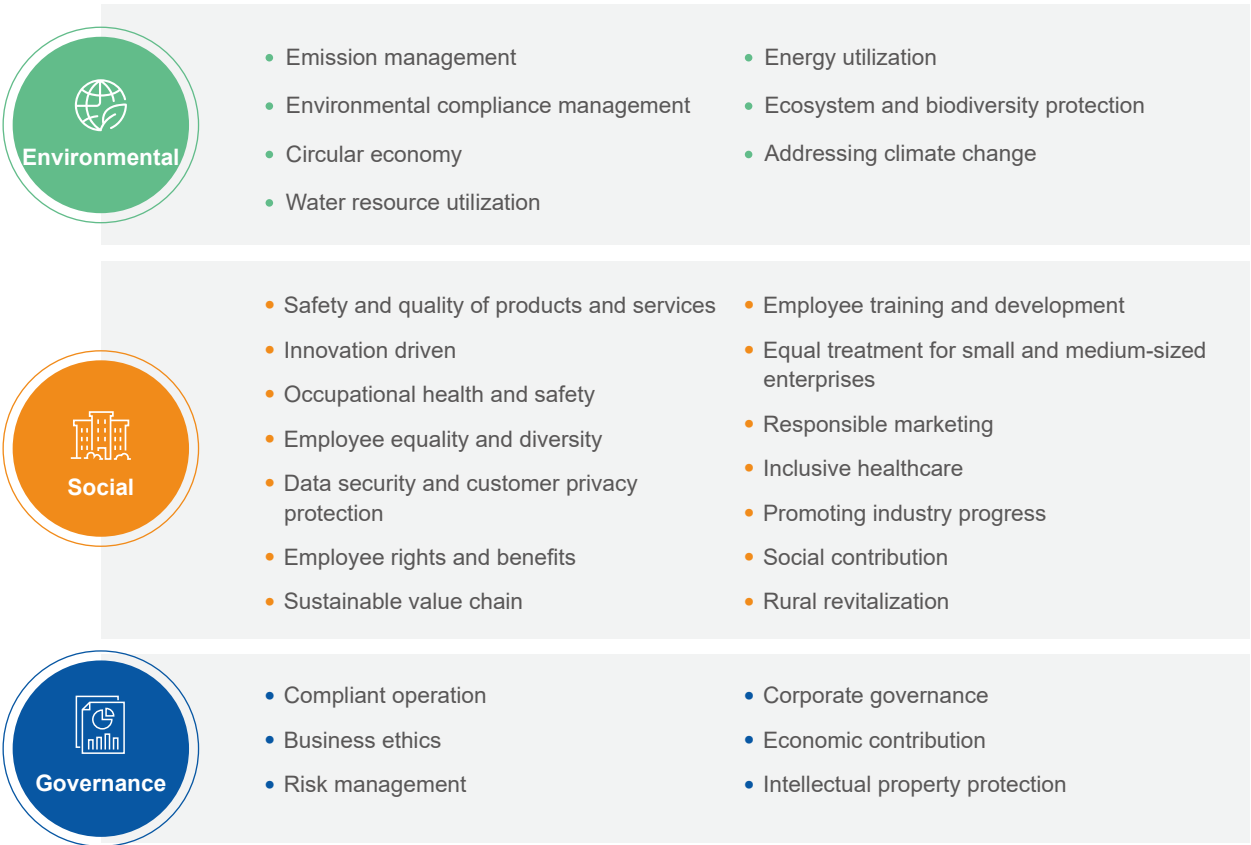 Environmental
Emission management
Environmental compliance management
Circular economy
Water resource utilization
Energy utilization
Ecosystem and biodiversity protection
Addressing climate change
Social
Safety and quality of products and services
Innovation driven
Occupational health and safety
Employee equality and diversity
Data security and customer privacy
protection
Employee rights and benefits
Sustainable value chain
Employee training and development
Equal treatment for small and medium-sized
enterprises
Responsible marketing
Inclusive healthcare
Promoting industry progress
Social contribution
Rural revitalization
Governance
Compliant operation
Business ethics
Risk management
Corporate governance
Economic contribution
Intellectual property protection